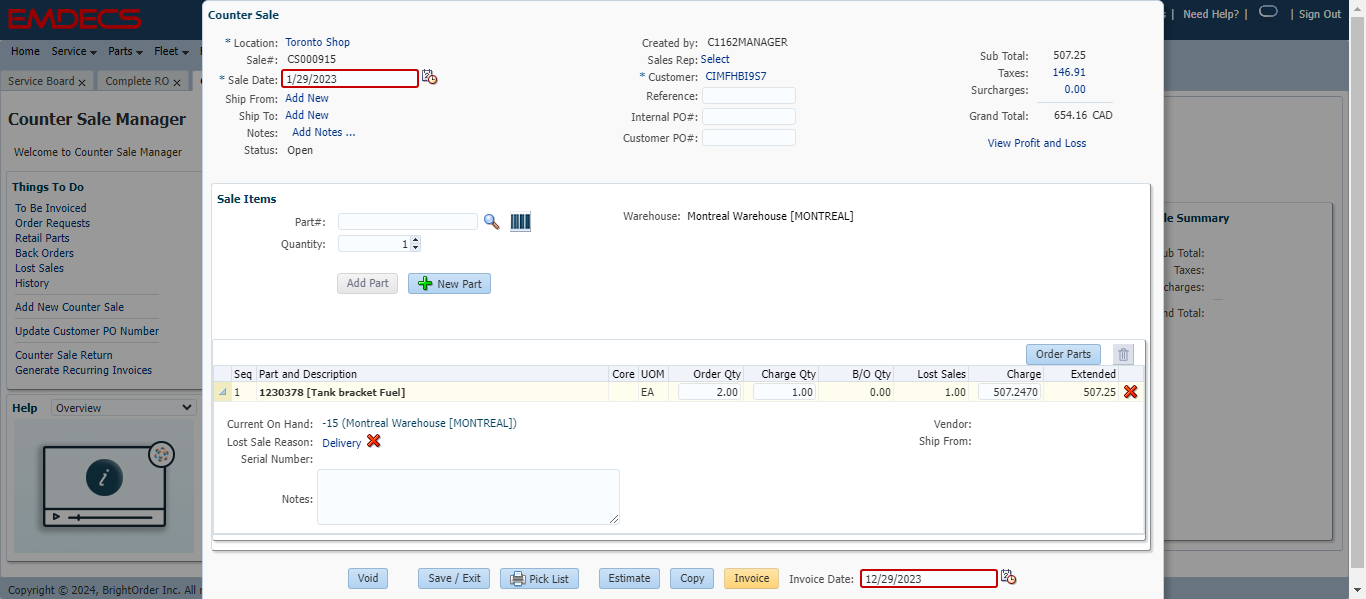 EMDECS
Need Help? |
| Sign Out
Home Service Parts Fleet
Service Board x
Complete RO x
Counter Sale Manager
Welcome to Counter Sale Manager
Things To Do
To Be Invoiced
Order Requests
Retail Parts
Back Orders
Lost Sales
History
Add New Counter Sale
Update Customer PO Number
Counter Sale Return
Generate Recurring Invoices
Help
Overview
Copyright © 2024, BrightOrder Inc. All
Counter Sale
* Location: Toronto Shop
Sale#: CS000915
* Sale Date: 1/29/2023
Ship From: Add New
Ship To: Add New
Notes: Add Notes ...
Status: Open
Created by: C1162MANAGER
Sales Rep: Select
* Customer: CIMFHBI9S7
Reference:
Internal PO#:
Customer PO#:
Sub Total: 507.25
Taxes: 146.91
Surcharges: 0.00
Grand Total: 654.16 CAD
View Profit and Loss
Sale Items
Part#:
Quantity: 1
Warehouse: Montreal Warehouse [MONTREAL]
Add Part
New Part
Order Parts
Seq Part and Description Core UOM Order Qty Charge Qty B/O Qty Lost Sales Charge Extended
1 1230378 [Tank bracket Fuel] EA 2.00 1.00 0.00 1.00 507.2470 507.25
Current On Hand: -15 (Montreal Warehouse [MONTREAL])
Lost Sale Reason: Delivery
Serial Number:
Notes:
Vendor:
Ship From:
Void
Save / Exit
Pick List
Estimate
Copy
Invoice
Invoice Date: 12/29/2023
le Summary
ub Total:
Taxes:
charges:
nd Total: